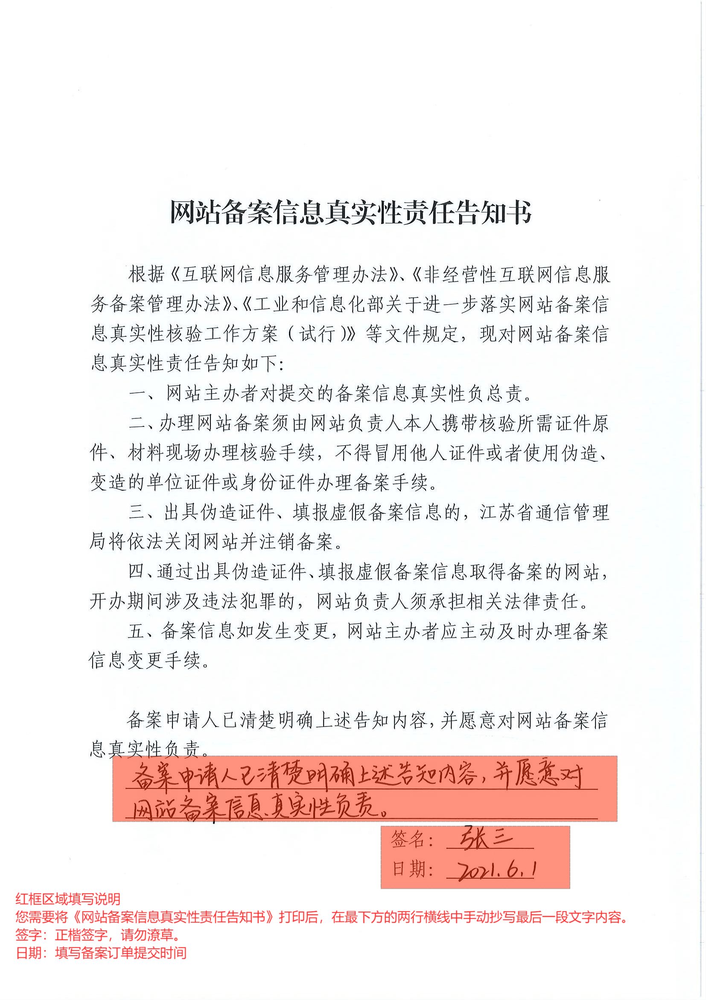 网站备案信息真实性责任告知书
根据《互联网信息服务管理办法》、《非经营性互联网信息服
务备案管理办法》、《工业和信息化部关于进一步落实网站备案信
息真实性核验工作方案（试行）》等文件规定，现对网站备案信
息真实性责任告知如下：
一、网站主办者对提交的备案信息真实性负总责。
二、办理网站备案须由网站负责人本人携带核验所需证件原
件、材料现场办理核验手续，不得冒用他人证件或者使用伪造、
变造的单位证件或身份证件办理备案手续。
三、出具伪造证件、填报虚假备案信息的，江苏省通信管理
局将依法关闭网站并注销备案。
四、通过出具伪造证件、填报虚假备案信息取得备案的网站，
开办期间涉及违法犯罪的，网站负责人须承担相关法律责任。
五、备案信息如发生变更，网站主办者应主动及时办理备案
信息变更手续。
备案申请人已清楚明确上述告知内容，并愿意对网站备案信
息真实性负责。
备案申请人已清楚明确上述告知内容，并愿意对
网站备案信息真实性负责。
签名：张三
日期：2021.6.1
红框区域填写说明
您需要将《网站备案信息真实性责任告知书》打印后，在最下方的两行横线中手动抄写最后一段文字内容。
签字：正楷签字，请勿潦草。
日期：填写备案订单提交时间